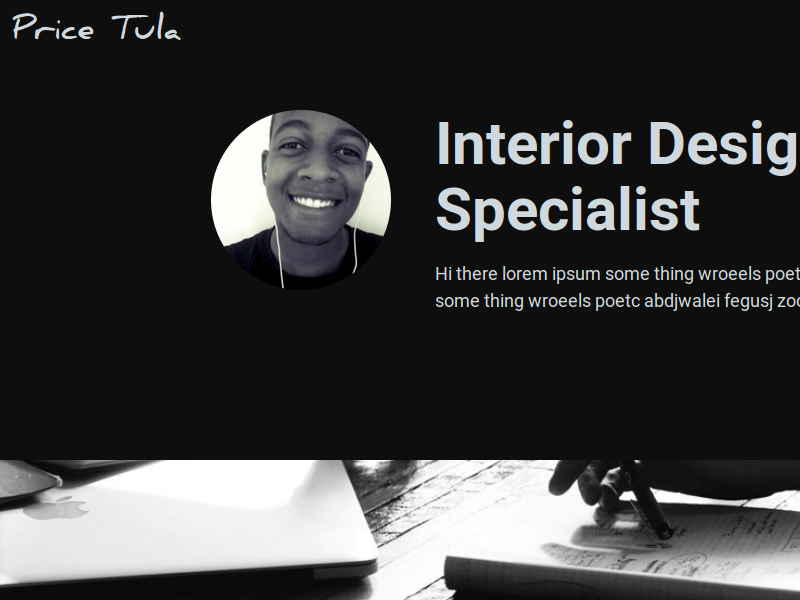 Price Tula
Interior Desig
Specialist
Hi there lorem ipsum some thing wroeels poet
some thing wroeels poetc abdjwalei fegusj zoo